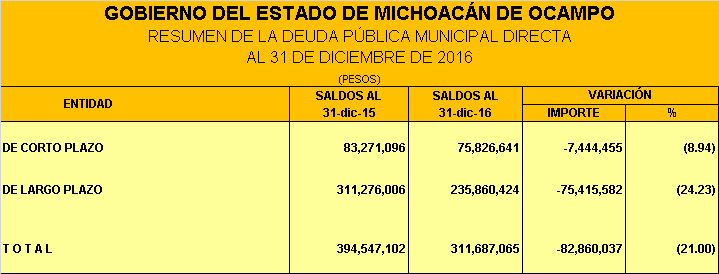 GOBIERNO DEL ESTADO DE MICHOACÁN DE OCAMPO
RESUMEN DE LA DEUDA PÚBLICA MUNICIPAL DIRECTA
AL 31 DE DICIEMBRE DE 2016
(PESOS)
ENTIDAD SALDOS AL 31-dic-15 SALDOS AL 31-dic-16 VARIACIÓN
IMPORTE %
DE CORTO PLAZO 83,271,096 75,826,641 -7,444,455 (8.94)
DE LARGO PLAZO 311,276,006 235,860,424 -75,415,582 (24.23)
T O T A L 394,547,102 311,687,065 -82,860,037 (21.00)